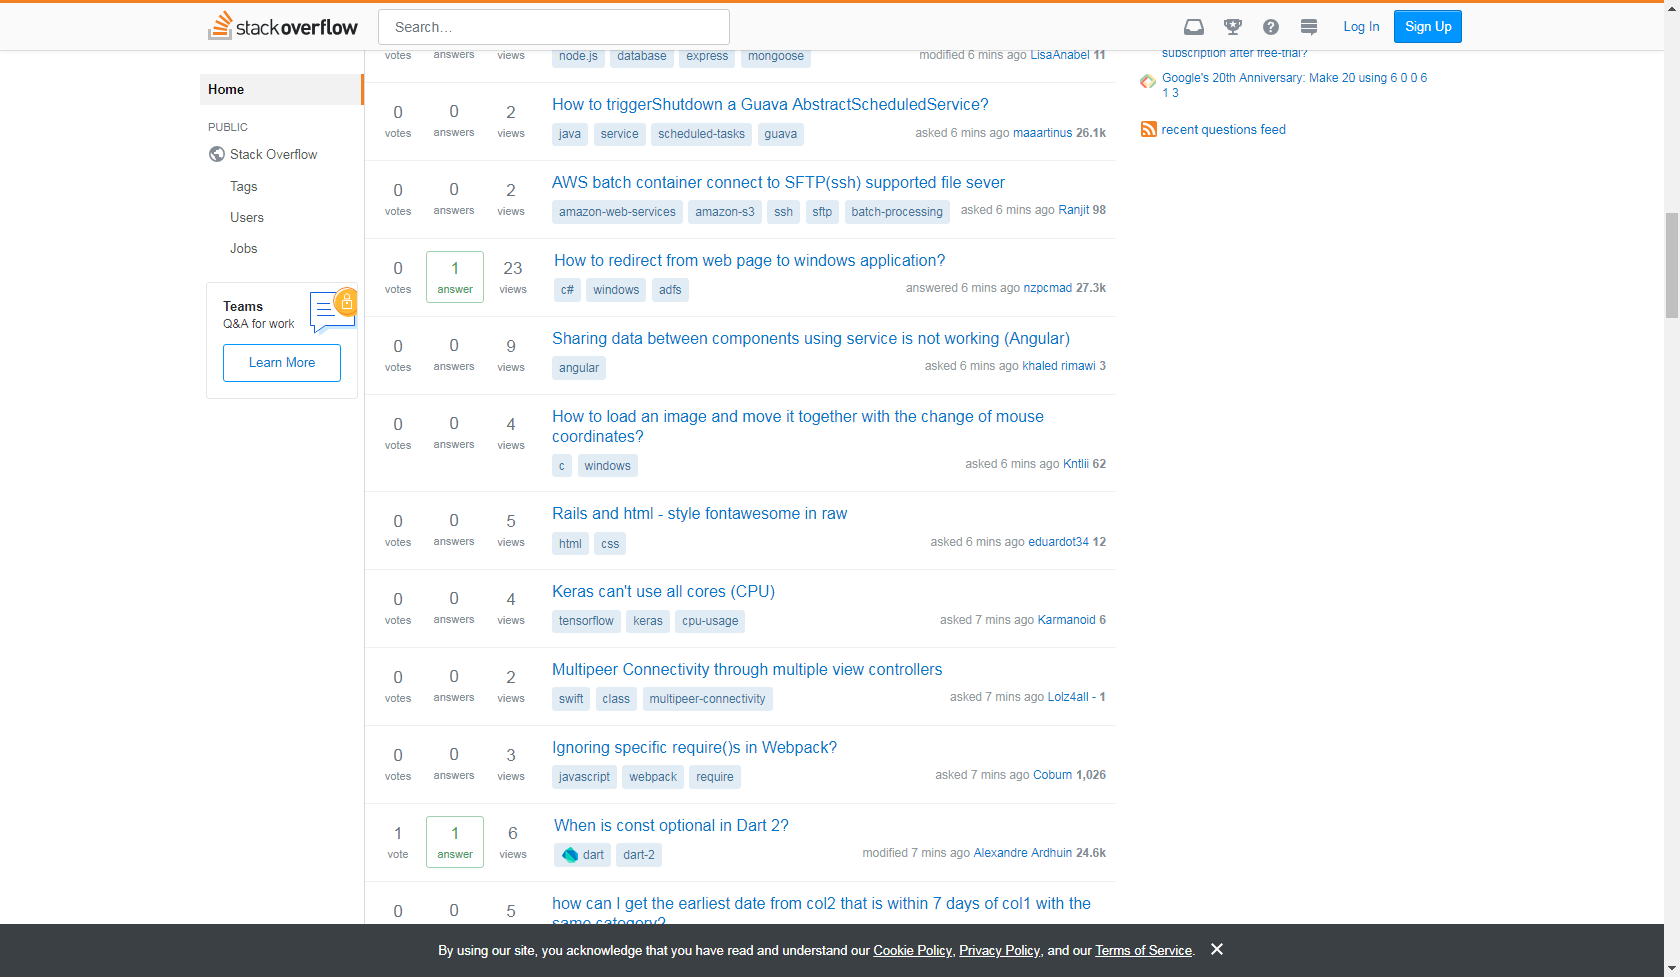 stackoverflow
Search…
Log In
Sign Up
Home
PUBLIC
Stack Overflow
Tags
Users
Jobs
Teams
Q&A for work
Learn More
votes answers views
node.js database express mongoose
modified 6 mins ago LisaAnabel 11
0 votes 0 answers 2 views
How to triggerShutdown a Guava AbstractScheduledService?
java service scheduled-tasks guava
asked 6 mins ago maaartinus 26.1k
0 votes 0 answers 2 views
AWS batch container connect to SFTP(ssh) supported file sever
amazon-web-services amazon-s3 ssh sftp batch-processing
asked 6 mins ago Ranjit 98
0 votes 1 answer 23 views
How to redirect from web page to windows application?
c# windows adfs
answered 6 mins ago nzpcmad 27.3k
0 votes 0 answers 9 views
Sharing data between components using service is not working (Angular)
angular
asked 6 mins ago khaled rimawi 3
0 votes 0 answers 4 views
How to load an image and move it together with the change of mouse
coordinates?
c windows
asked 6 mins ago Kntlii 62
0 votes 0 answers 5 views
Rails and html - style fontawesome in raw
html css
asked 6 mins ago eduardot34 12
0 votes 0 answers 4 views
Keras can't use all cores (CPU)
tensorflow keras cpu-usage
asked 7 mins ago Karmanoid 6
0 votes 0 answers 2 views
Multipeer Connectivity through multiple view controllers
swift class multipeer-connectivity
asked 7 mins ago Lolz4all - 1
0 votes 0 answers 3 views
Ignoring specific require()s in Webpack?
javascript webpack require
asked 7 mins ago Coburn 1,026
1 vote 1 answer 6 views
When is const optional in Dart 2?
dart dart-2
modified 7 mins ago Alexandre Ardhuin 24.6k
0 0 5
how can I get the earliest date from col2 that is within 7 days of col1 with the
same category?
subscription after free-trial?
Google's 20th Anniversary: Make 20 using 6 0 0 6
1 3
recent questions feed
By using our site, you acknowledge that you have read and understand our Cookie Policy, Privacy Policy, and our Terms of Service.